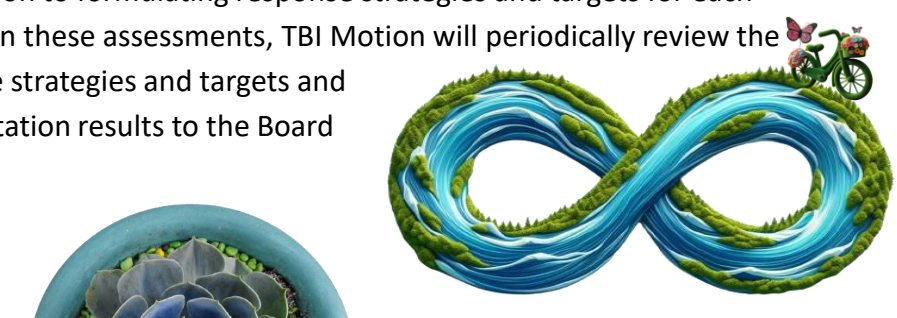 on to formulating response strategies and targets for each
n these assessments, TBI Motion will periodically review the
e strategies and targets and
tation results to the Board